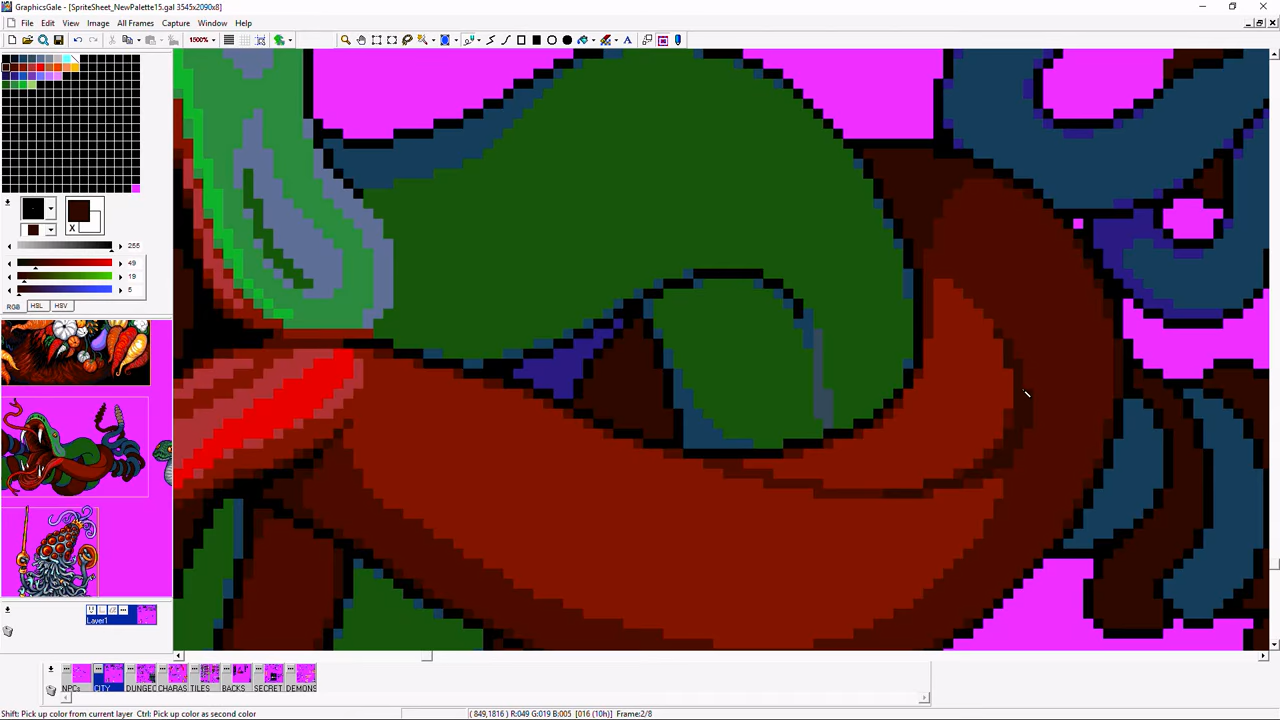 GraphicsGale - [SpriteSheet_NewPalette15.gal 3545x2090x8]
File Edit View Image All Frames Capture Window Help
1500%
A
X
255
49
19
5
RGB HSL HSV
Layer1
NPCs CITY DUNGEO CHARAS TILES BACKS SECRET DEMONS
Shift: Pick up color from current layer Ctrl: Pick up color as second color
( 849,1816 ) R:049 G:019 B:005 [016 (10h)] Frame:2/8